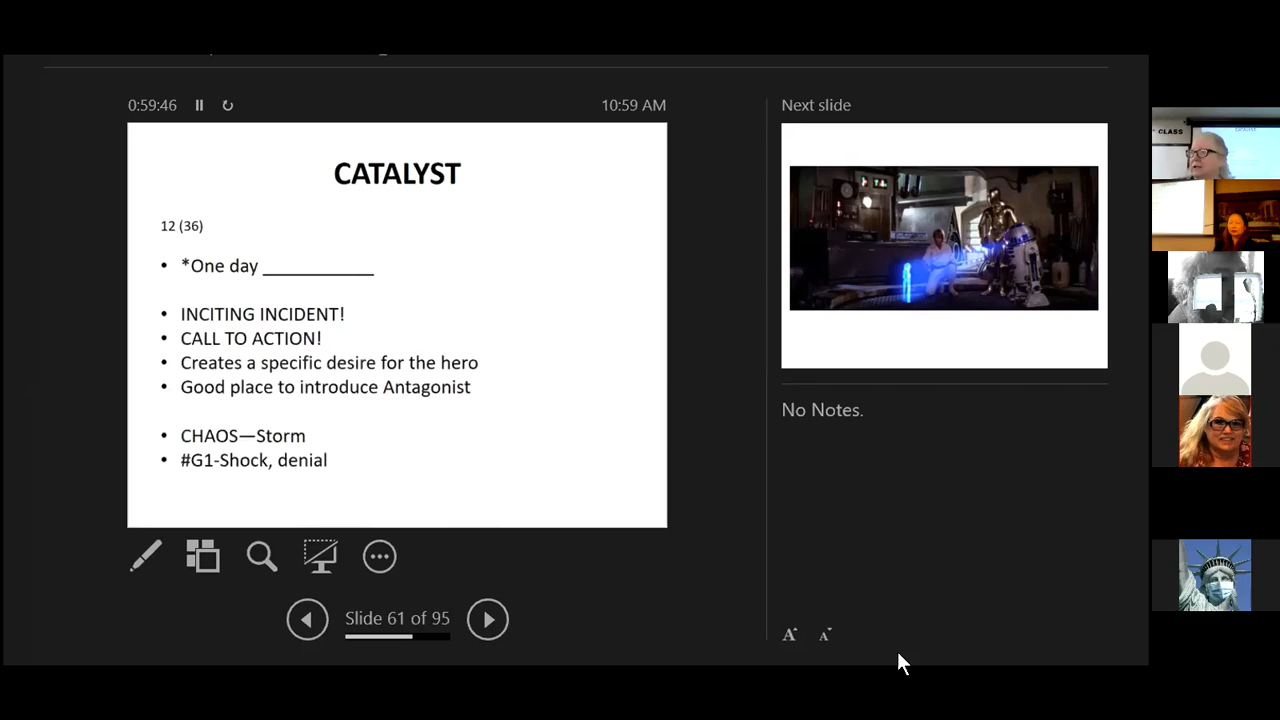 0:59:46
10:59 AM
Next slide
CATALYST
12 (36)
• *One day ___________
• INCITING INCIDENT!
• CALL TO ACTION!
• Creates a specific desire for the hero
• Good place to introduce Antagonist
• CHAOS—Storm
• #G1-Shock, denial
No Notes.
Slide 61 of 95
A A
CLASS
CATALYST